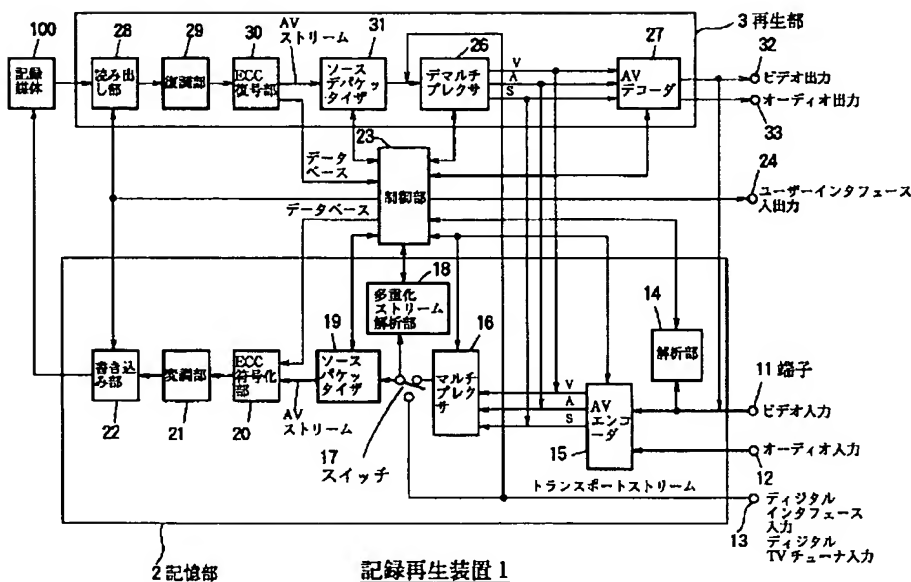 3 再生部
100
記録
媒体
28
読み出
し部
29
復調部
30
ECC
復号部
AV
ストリーム
31
ソース
デパケッ
タイザ
26
デマルチ
プレクサ
V
A
S
27
AV
デコーダ
32
ビデオ出力
オーディオ出力
33
23
制御部
データ
ベース
データベース
24
ユーザーインタフェース
入出力
18
多重化
ストリーム
解析部
14
解析部
19
ソース
パケッ
タイザ
16
マルチ
プレク
サ
V
A
S
AV
エンコ
ーダ
15
11 端子
ビデオ入力
オーディオ入力
12
書き込
み部
22
変調部
21
ECC
符号化
部
20
AV
ストリーム
17
スイッチ
トランスポートストリーム
13
ディジタル
インタフェース
入力
ディジタル
TVチューナ入力
2 記憶部
記録再生装置1